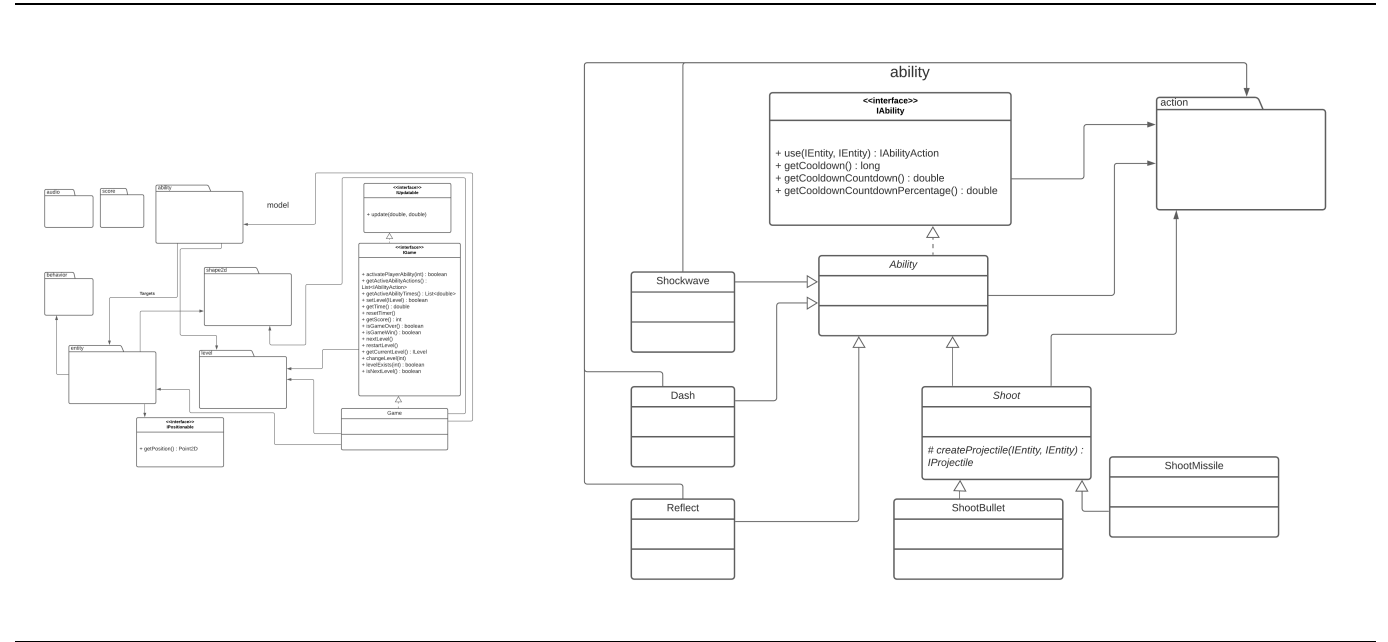 audio
score
ability
model
<<interface>>
IUpdatable
+ update(double, double)
<<interface>>
IGame
+ activatePlayerAbility(int) : boolean
+ getActiveAbilityActions() :
List<IAbilityAction>
+ getActiveAbilityTimes() : List<double>
+ setLevel(ILevel) : boolean
+ getTime() : double
+ resetTimer()
+ getScore() : int
+ isGameOver() : boolean
+ isGameWin() : boolean
+ nextLevel()
+ restartLevel()
+ getCurrentLevel() : ILevel
+ changeLevel(int)
+ levelExists(int) : boolean
+ isNextLevel() : boolean
behavior
shape2d
Targets
entity
level
Game
<<interface>>
IPositionable
+ getPosition() : Point2D
ability
<<interface>>
IAbility
+ use(IEntity, IEntity) : IAbilityAction
+ getCooldown() : long
+ getCooldownCountdown() : double
+ getCooldownCountdownPercentage() : double
action
Ability
Shockwave
Dash
Shoot
# createProjectile(IEntity, IEntity) :
IProjectile
ShootMissile
Reflect
ShootBullet